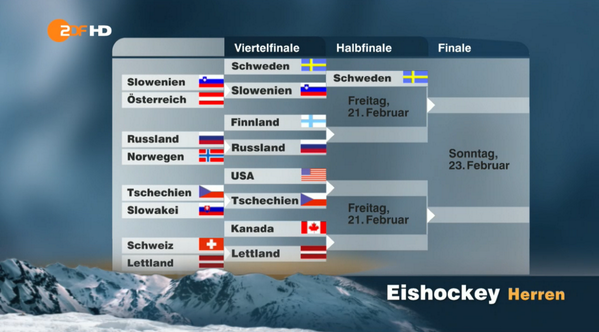 2DF HD
Viertelfinale
Halbfinale
Finale
Slowenien
Österreich
Russland
Norwegen
Tschechien
Slowakei
Schweiz
Lettland
Schweden
Slowenien
Finnland
Russland
USA
Tschechien
Kanada
Lettland
Schweden
Freitag,
21. Februar
Freitag,
21. Februar
Sonntag,
23. Februar
Eishockey Herren